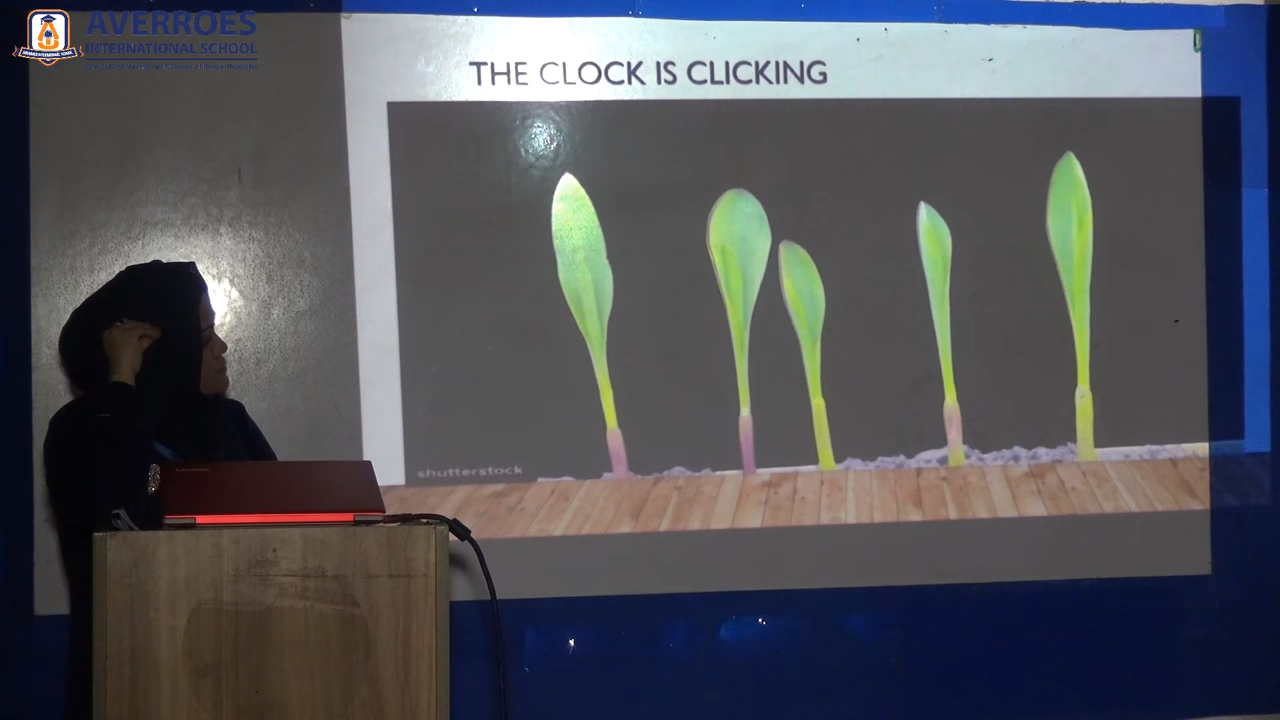 AVERROES
INTERNATIONAL SCHOOL
THE CLOCK IS CLICKING
shutterstock